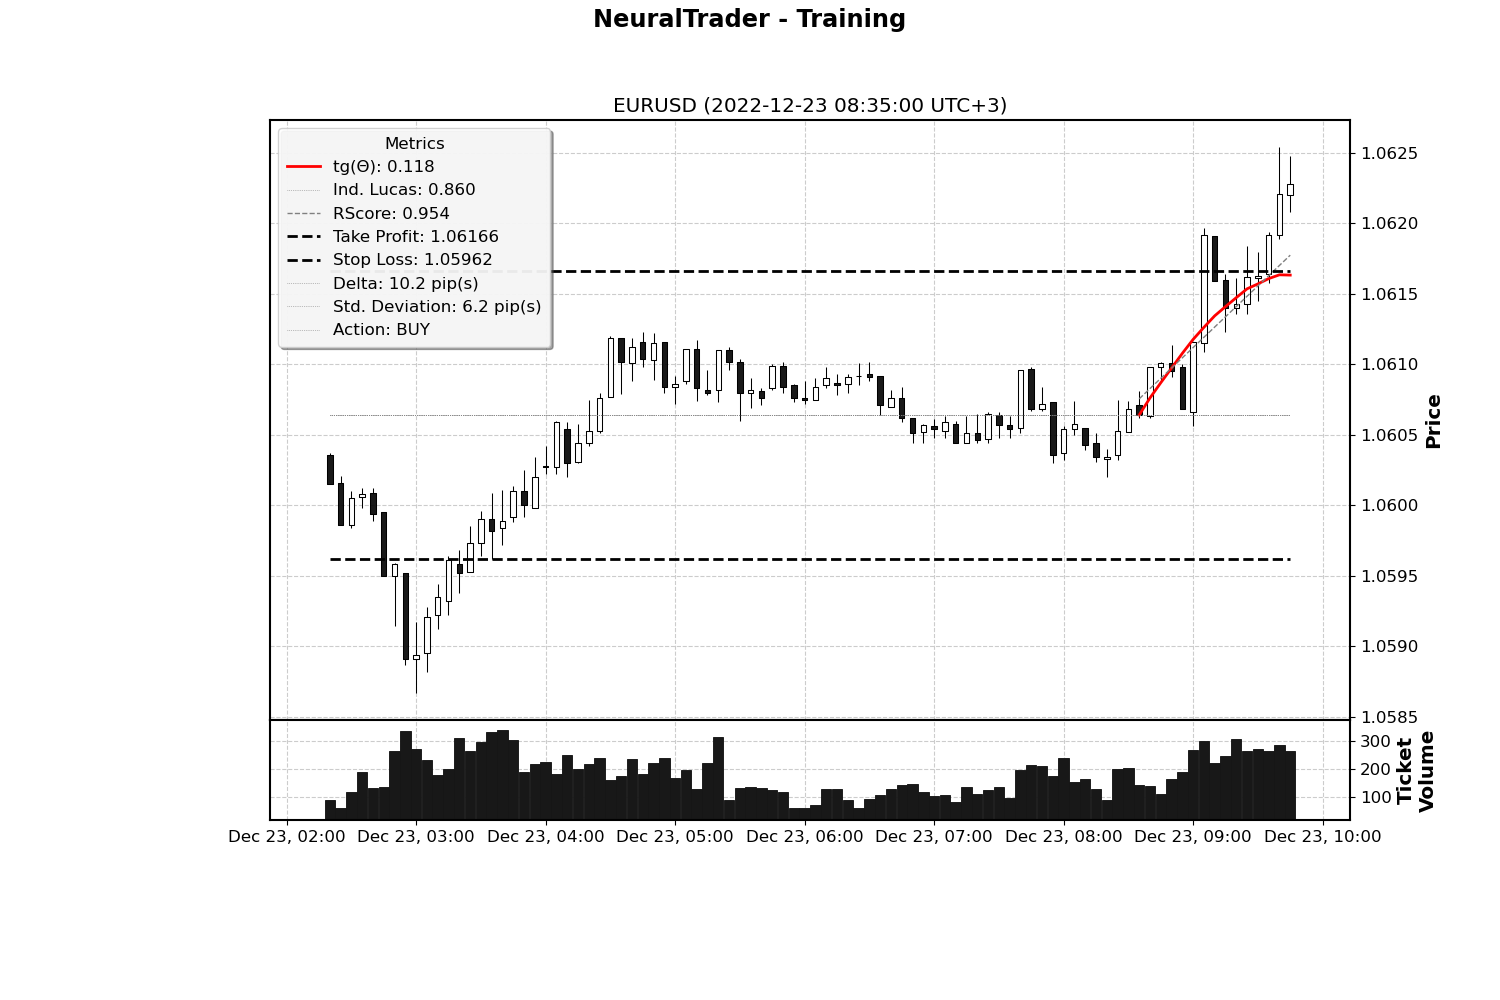 NeuralTrader - Training
EURUSD (2022-12-23 08:35:00 UTC+3)
Metrics
tg(Θ): 0.118
Ind. Lucas: 0.860
RScore: 0.954
Take Profit: 1.06166
Stop Loss: 1.05962
Delta: 10.2 pip(s)
Std. Deviation: 6.2 pip(s)
Action: BUY
1.0625
1.0620
1.0615
1.0610
1.0605
1.0600
1.0595
1.0590
1.0585
Price
300
200
100
Ticket
Volume
Dec 23, 02:00 Dec 23, 03:00 Dec 23, 04:00 Dec 23, 05:00 Dec 23, 06:00 Dec 23, 07:00 Dec 23, 08:00 Dec 23, 09:00 Dec 23, 10:00